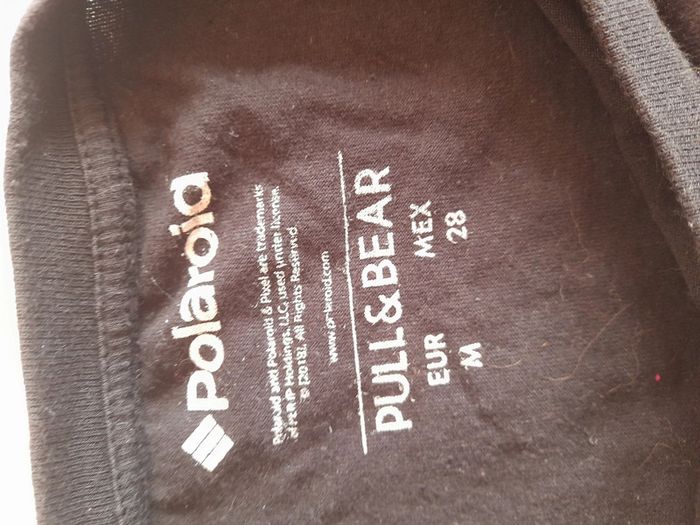 Polaroid
Polaroid and Polaroid & Pixel are trademarks
of PLR IP Holdings, LLC, used under license.
© [2018]. All Rights Reserved.
www.polaroid.com
PULL&BEAR
EUR MEX
M 28